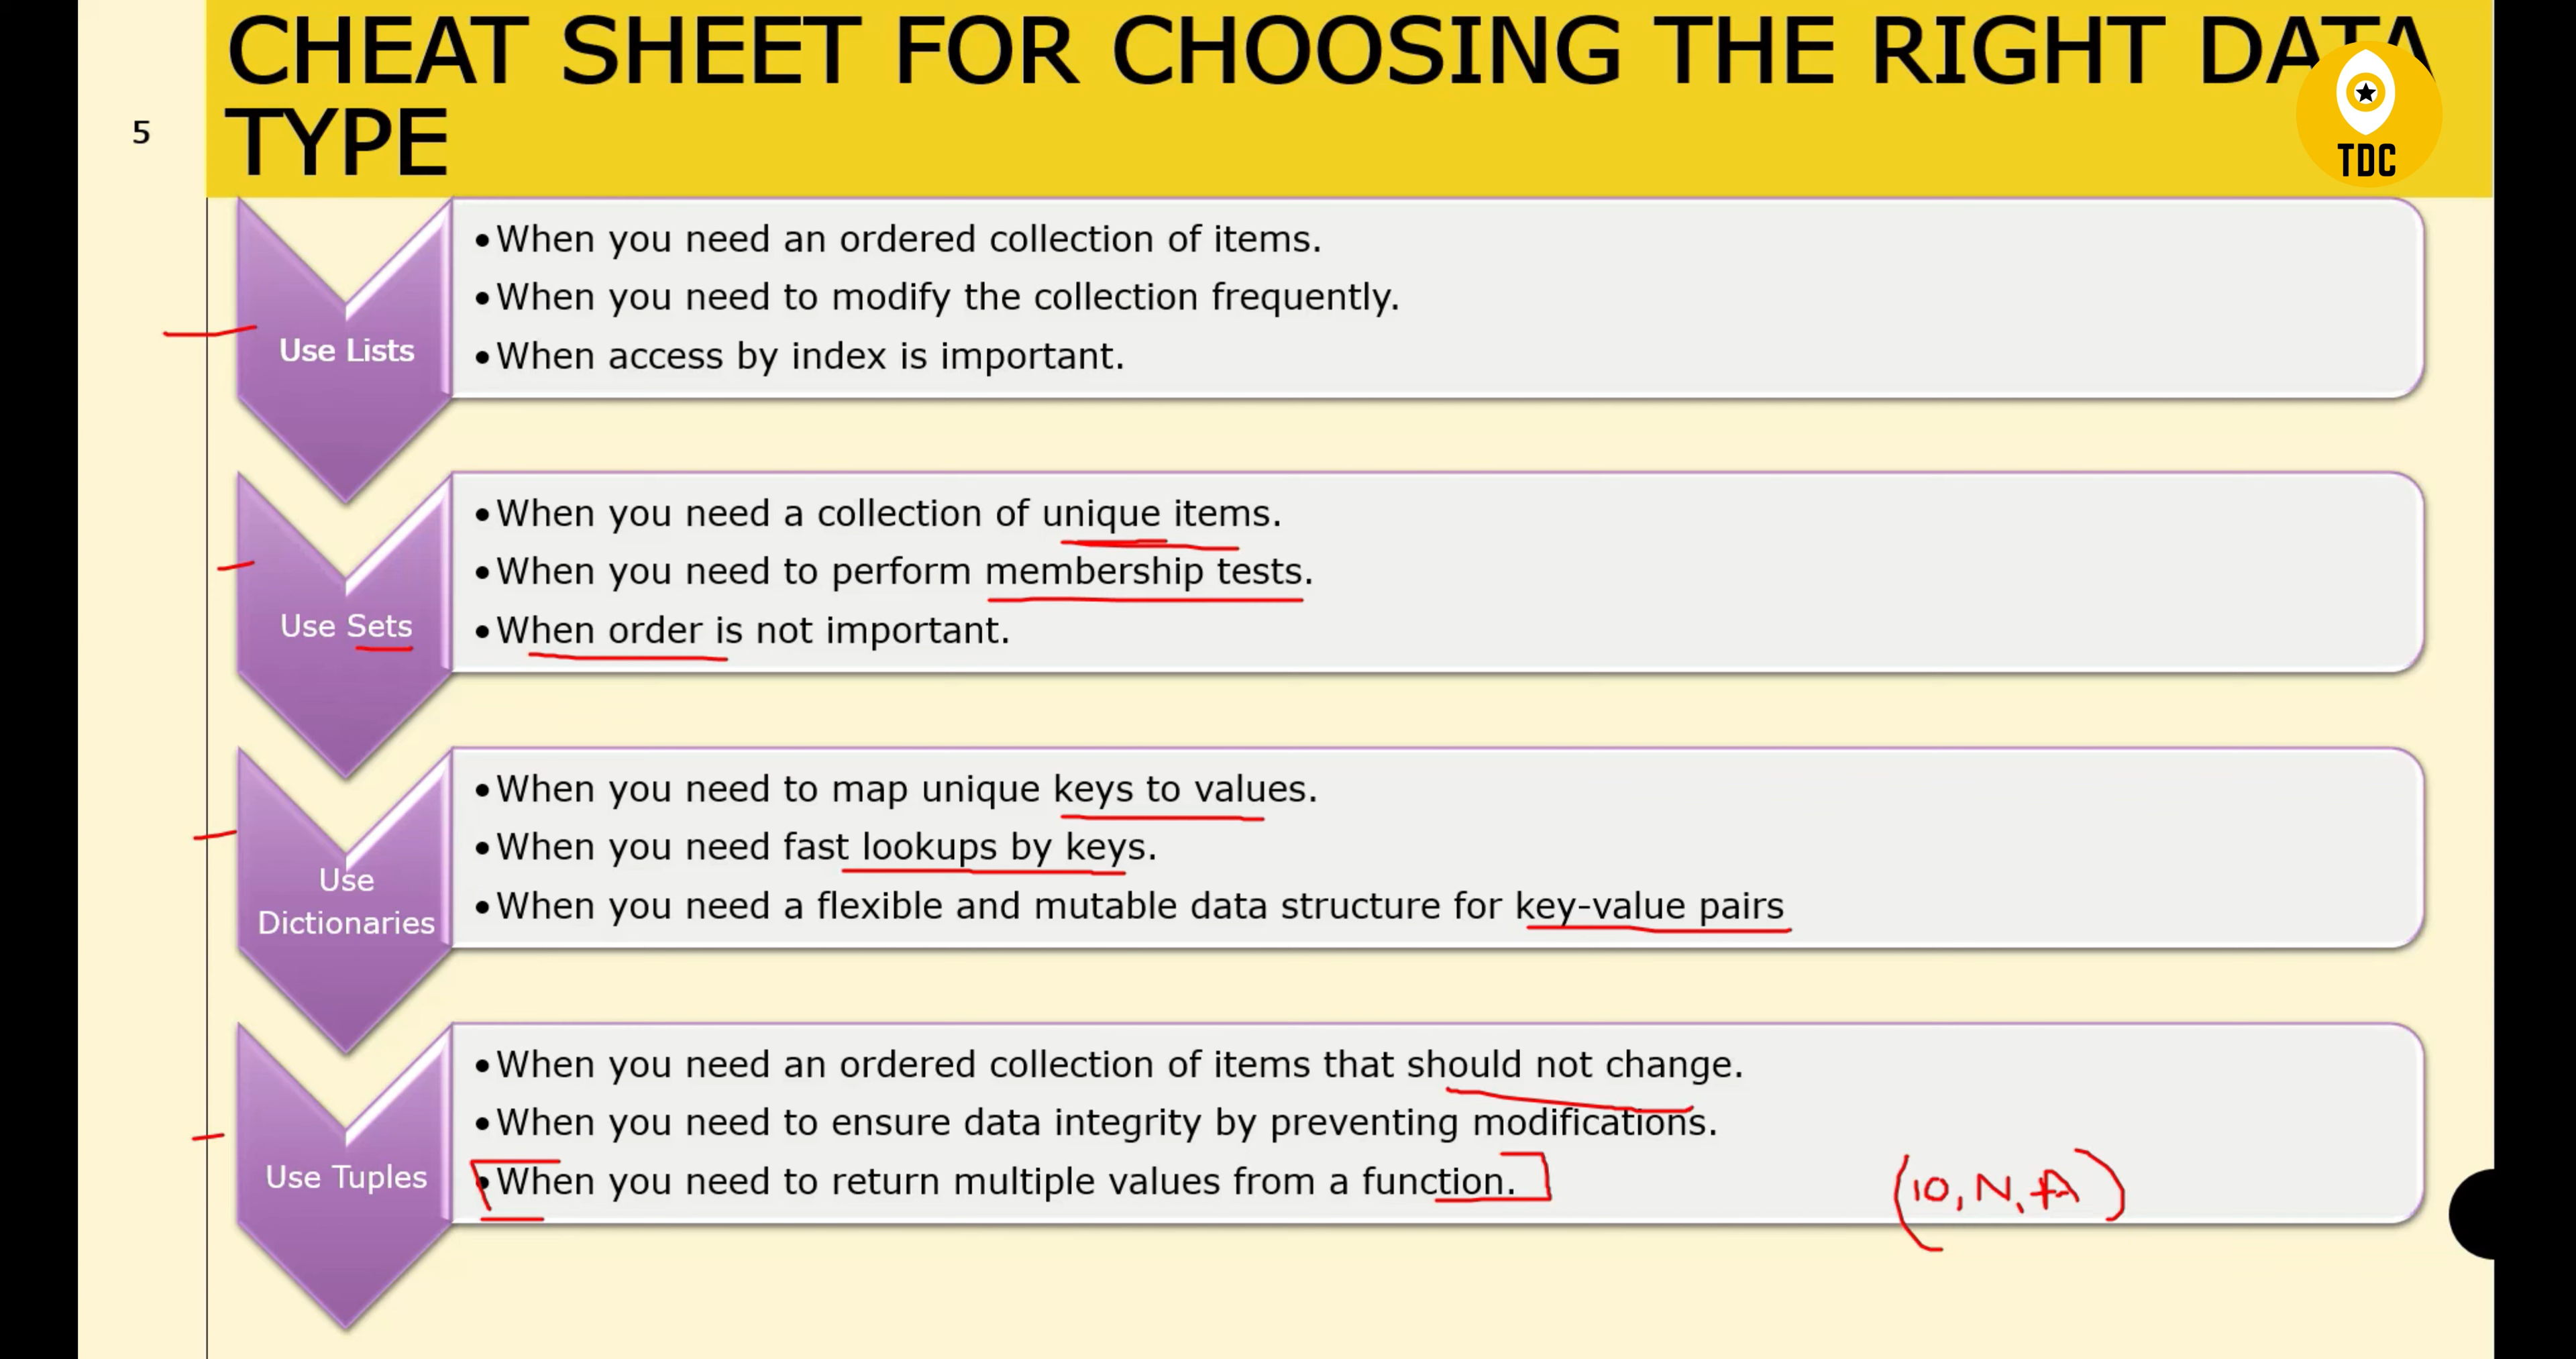 CHEAT SHEET FOR CHOOSING THE RIGHT DATA
TYPE
TDC
5
Use Lists
•When you need an ordered collection of items.
•When you need to modify the collection frequently.
•When access by index is important.
Use Sets
•When you need a collection of unique items.
•When you need to perform membership tests.
•When order is not important.
Use
Dictionaries
•When you need to map unique keys to values.
•When you need fast lookups by keys.
•When you need a flexible and mutable data structure for key-value pairs
Use Tuples
•When you need an ordered collection of items that should not change.
•When you need to ensure data integrity by preventing modifications.
•When you need to return multiple values from a function.
(10, N, A)